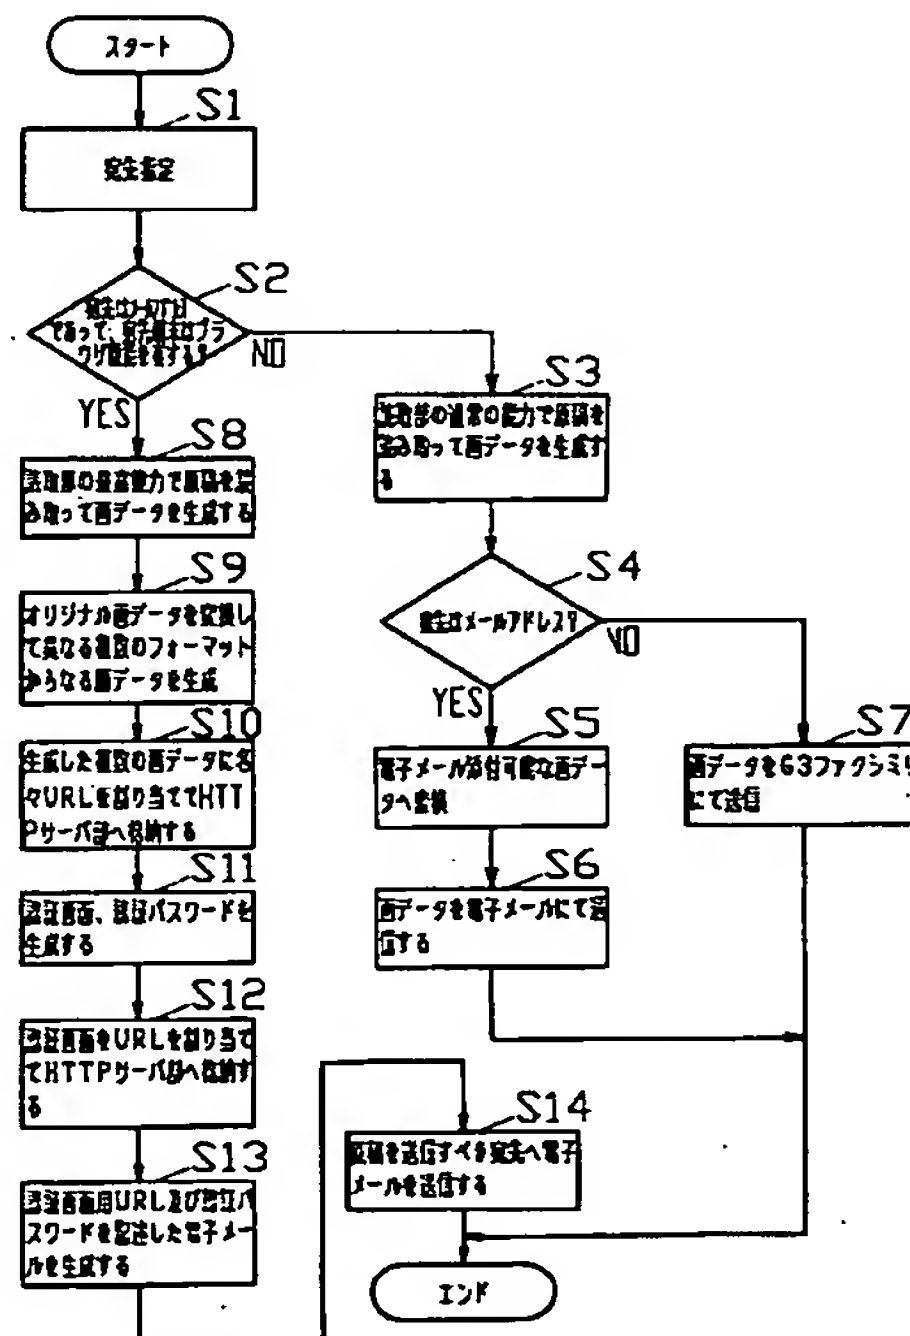 スタート
S1
S2
であって、
NO
YES
S3
の通常の能力で原稿を
み取って画データを生成す
る
S8
読取部の最高能力で原稿を読
み取って画データを生成する
S4
宛先はメールアドレス?
NO
YES
S9
オリジナル画データを変換し
て異なる複数のフォーマット
からなる画データを生成
S5
電子メール添付可能な画デー
タへ変換
S7
画データをG3ファクシミリ
にて送信
S10
生成した複数の画データに各
々URLを割り当ててHTT
Pサーバ部へ格納する
S6
画データを電子メールにて送
信する
S11
認証画面、認証パスワードを
生成する
S12
認証画面をURLを割り当て
てHTTPサーバ部へ格納す
る
S14
原稿を送信すべき宛先へ電子
メールを送信する
S13
認証画面用URL及び認証パ
スワードを記述した電子メー
ルを生成する
エンド